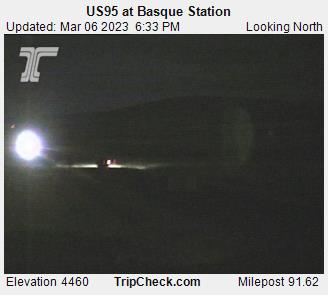 US95 at Basque Station
Updated: Mar 06 2023 6:33 PM Looking North
Elevation 4460 TripCheck.com Milepost 91.62